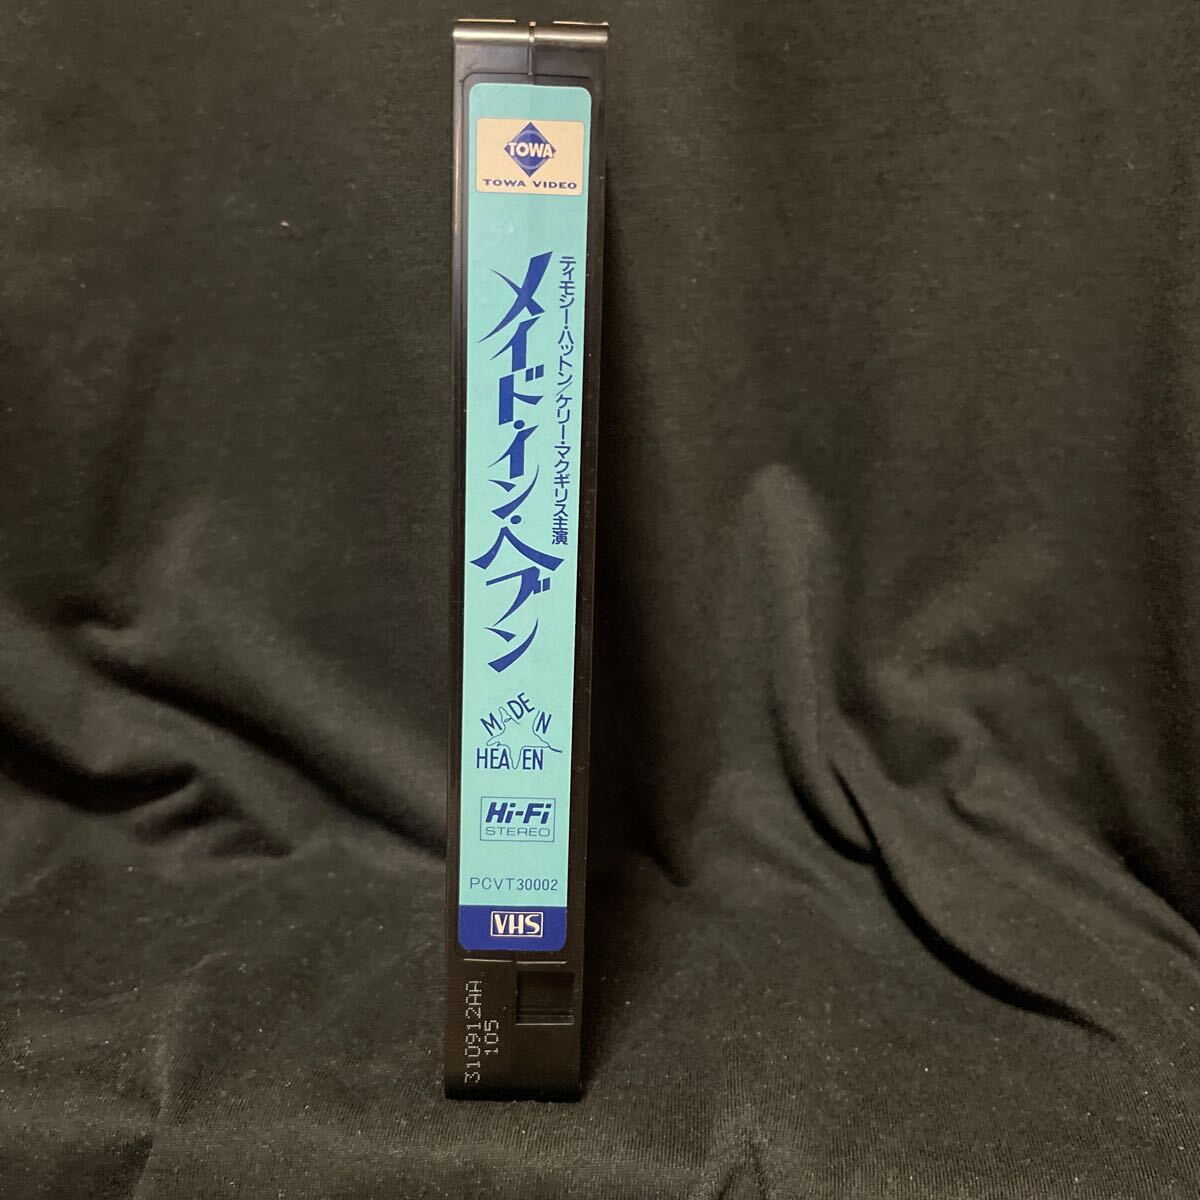 TOWA
TOWA VIDEO
ティモシー・ハットン/ケリー・マクギリス主演
メイド・イン・ヘブン
MADE IN
HEAVEN
Hi-Fi
STEREO
PCVT30002
VHS
310912AA
105